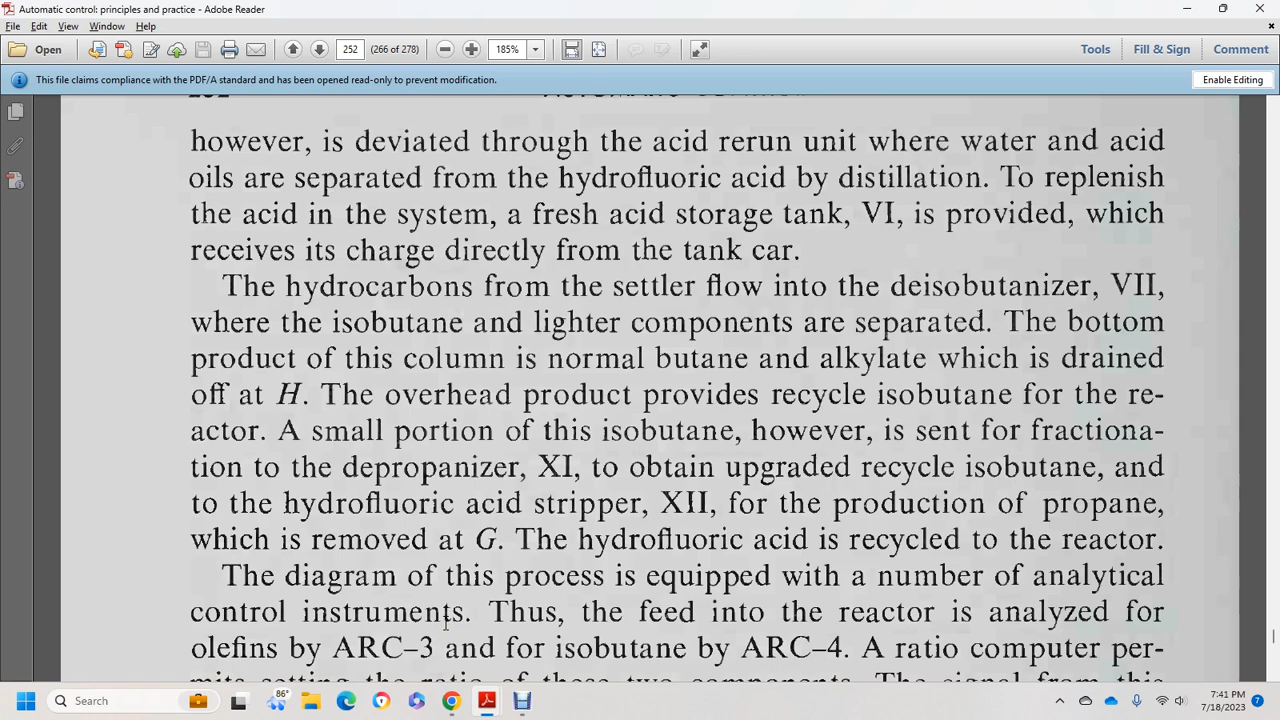 Automatic control: principles and practice - Adobe Reader
File Edit View Window Help
Open 252 (266 of 278) 185% Tools Fill & Sign Comment
This file claims compliance with the PDF/A standard and has been opened read-only to prevent modification. Enable Editing
however, is deviated through the acid rerun unit where water and acid
oils are separated from the hydrofluoric acid by distillation. To replenish
the acid in the system, a fresh acid storage tank, VI, is provided, which
receives its charge directly from the tank car.
The hydrocarbons from the settler flow into the deisobutanizer, VII,
where the isobutane and lighter components are separated. The bottom
product of this column is normal butane and alkylate which is drained
off at H. The overhead product provides recycle isobutane for the re-
actor. A small portion of this isobutane, however, is sent for fractiona-
tion to the depropanizer, XI, to obtain upgraded recycle isobutane, and
to the hydrofluoric acid stripper, XII, for the production of propane,
which is removed at G. The hydrofluoric acid is recycled to the reactor.
The diagram of this process is equipped with a number of analytical
control instruments. Thus, the feed into the reactor is analyzed for
olefins by ARC–3 and for isobutane by ARC–4. A ratio computer per-
mits setting the ratio of these two components. The signal from this
Search 86° 7:41 PM
7/18/2023 7